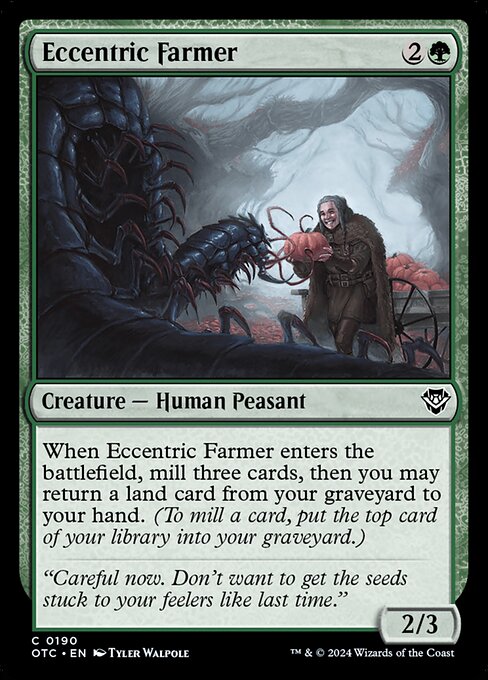 Eccentric Farmer 2
Creature — Human Peasant
When Eccentric Farmer enters the
battlefield, mill three cards, then you may
return a land card from your graveyard to
your hand. (To mill a card, put the top card
of your library into your graveyard.)
“Careful now. Don’t want to get the seeds
stuck to your feelers like last time.”
2/3
C 0190
OTC • EN Tyler Walpole
™ & © 2024 Wizards of the Coast